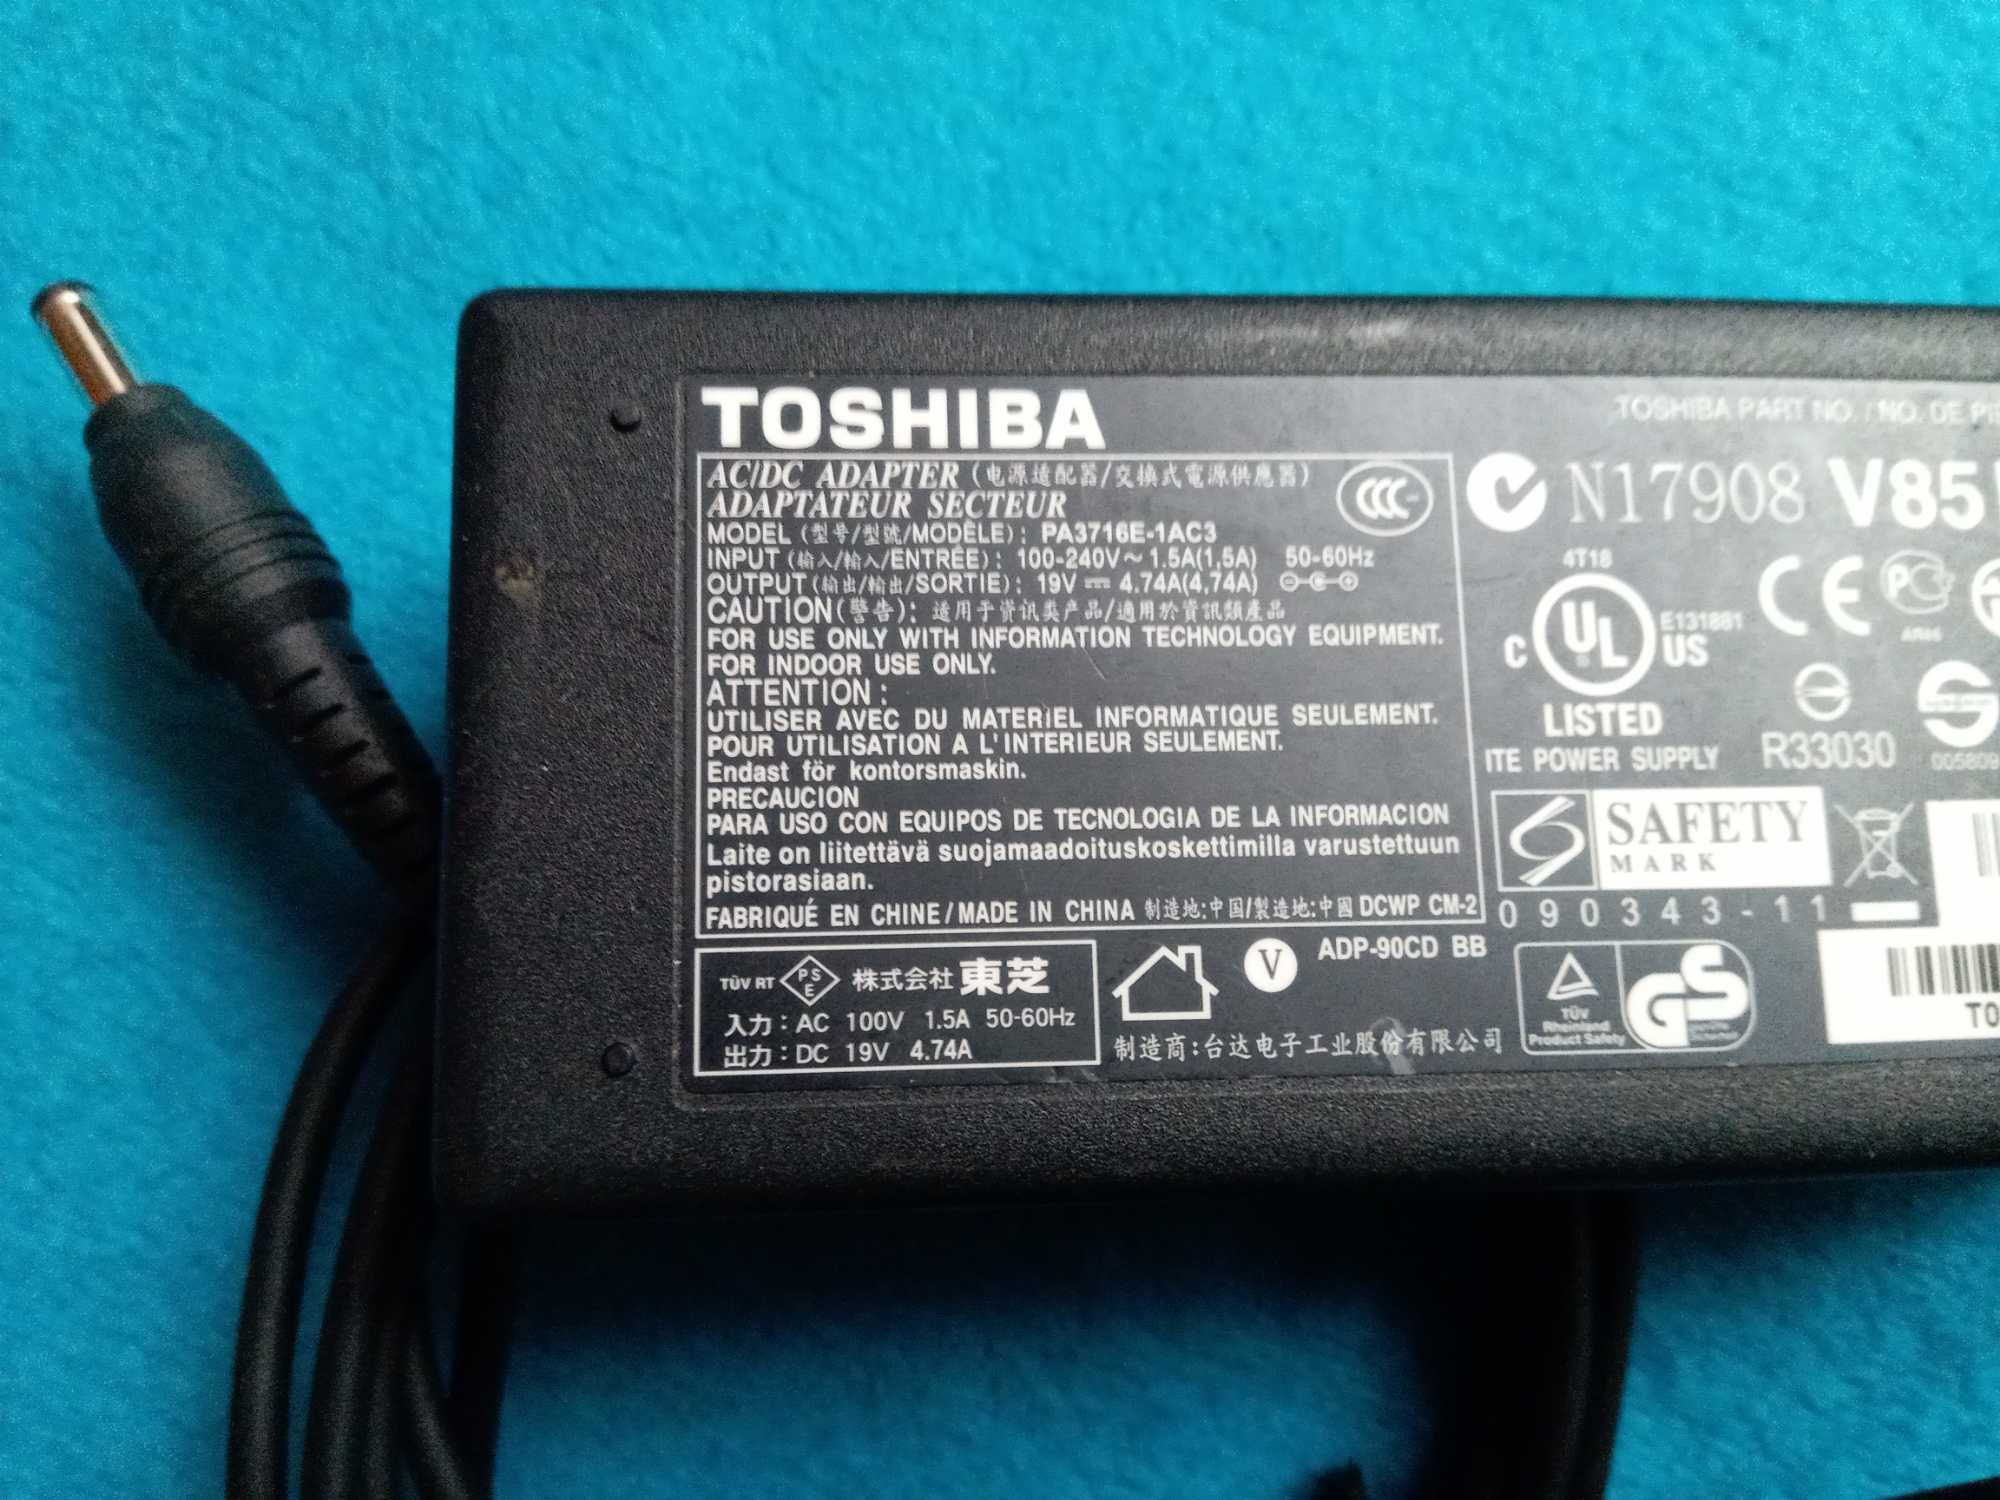 TOSHIBA
TOSHIBA PART NO. / NO. DE
AC/DC ADAPTER (电源适配器/交換式電源供應器)
ADAPTATEUR SECTEUR
MODEL (型号/型號/MODÈLE) : PA3716E-1AC3
INPUT (输入/輸入/ENTRÉE) : 100-240V ~ 1.5A(1,5A) 50-60Hz
OUTPUT (输出/輸出/SORTIE) : 19V ⎓ 4.74A(4,74A)
CAUTION (警告) : 适用于资讯类产品/適用於資訊類產品
FOR USE ONLY WITH INFORMATION TECHNOLOGY EQUIPMENT.
FOR INDOOR USE ONLY.
ATTENTION :
UTILISER AVEC DU MATERIEL INFORMATIQUE SEULEMENT.
POUR UTILISATION A L'INTERIEUR SEULEMENT.
Endast för kontorsmaskin.
PRECAUCION
PARA USO CON EQUIPOS DE TECNOLOGIA DE LA INFORMACION
Laite on liitettävä suojamaadoituskoskettimilla varustettuun
pistorasiaan.
FABRIQUÉ EN CHINE / MADE IN CHINA 制造地:中国/製造地:中國 DCWP CM-2
TÜV RT PSE 株式会社 東芝
入力 : AC 100V 1.5A 50-60Hz
出力 : DC 19V 4.74A
V ADP-90CD BB
制造商:台达电子工业股份有限公司
CCC
N17908 V85
4T18
C UL US E131881
LISTED
ITE POWER SUPPLY
CE
R33030
005809
SAFETY
MARK
090343-11
TÜV
Rheinland
Product Safety
GS